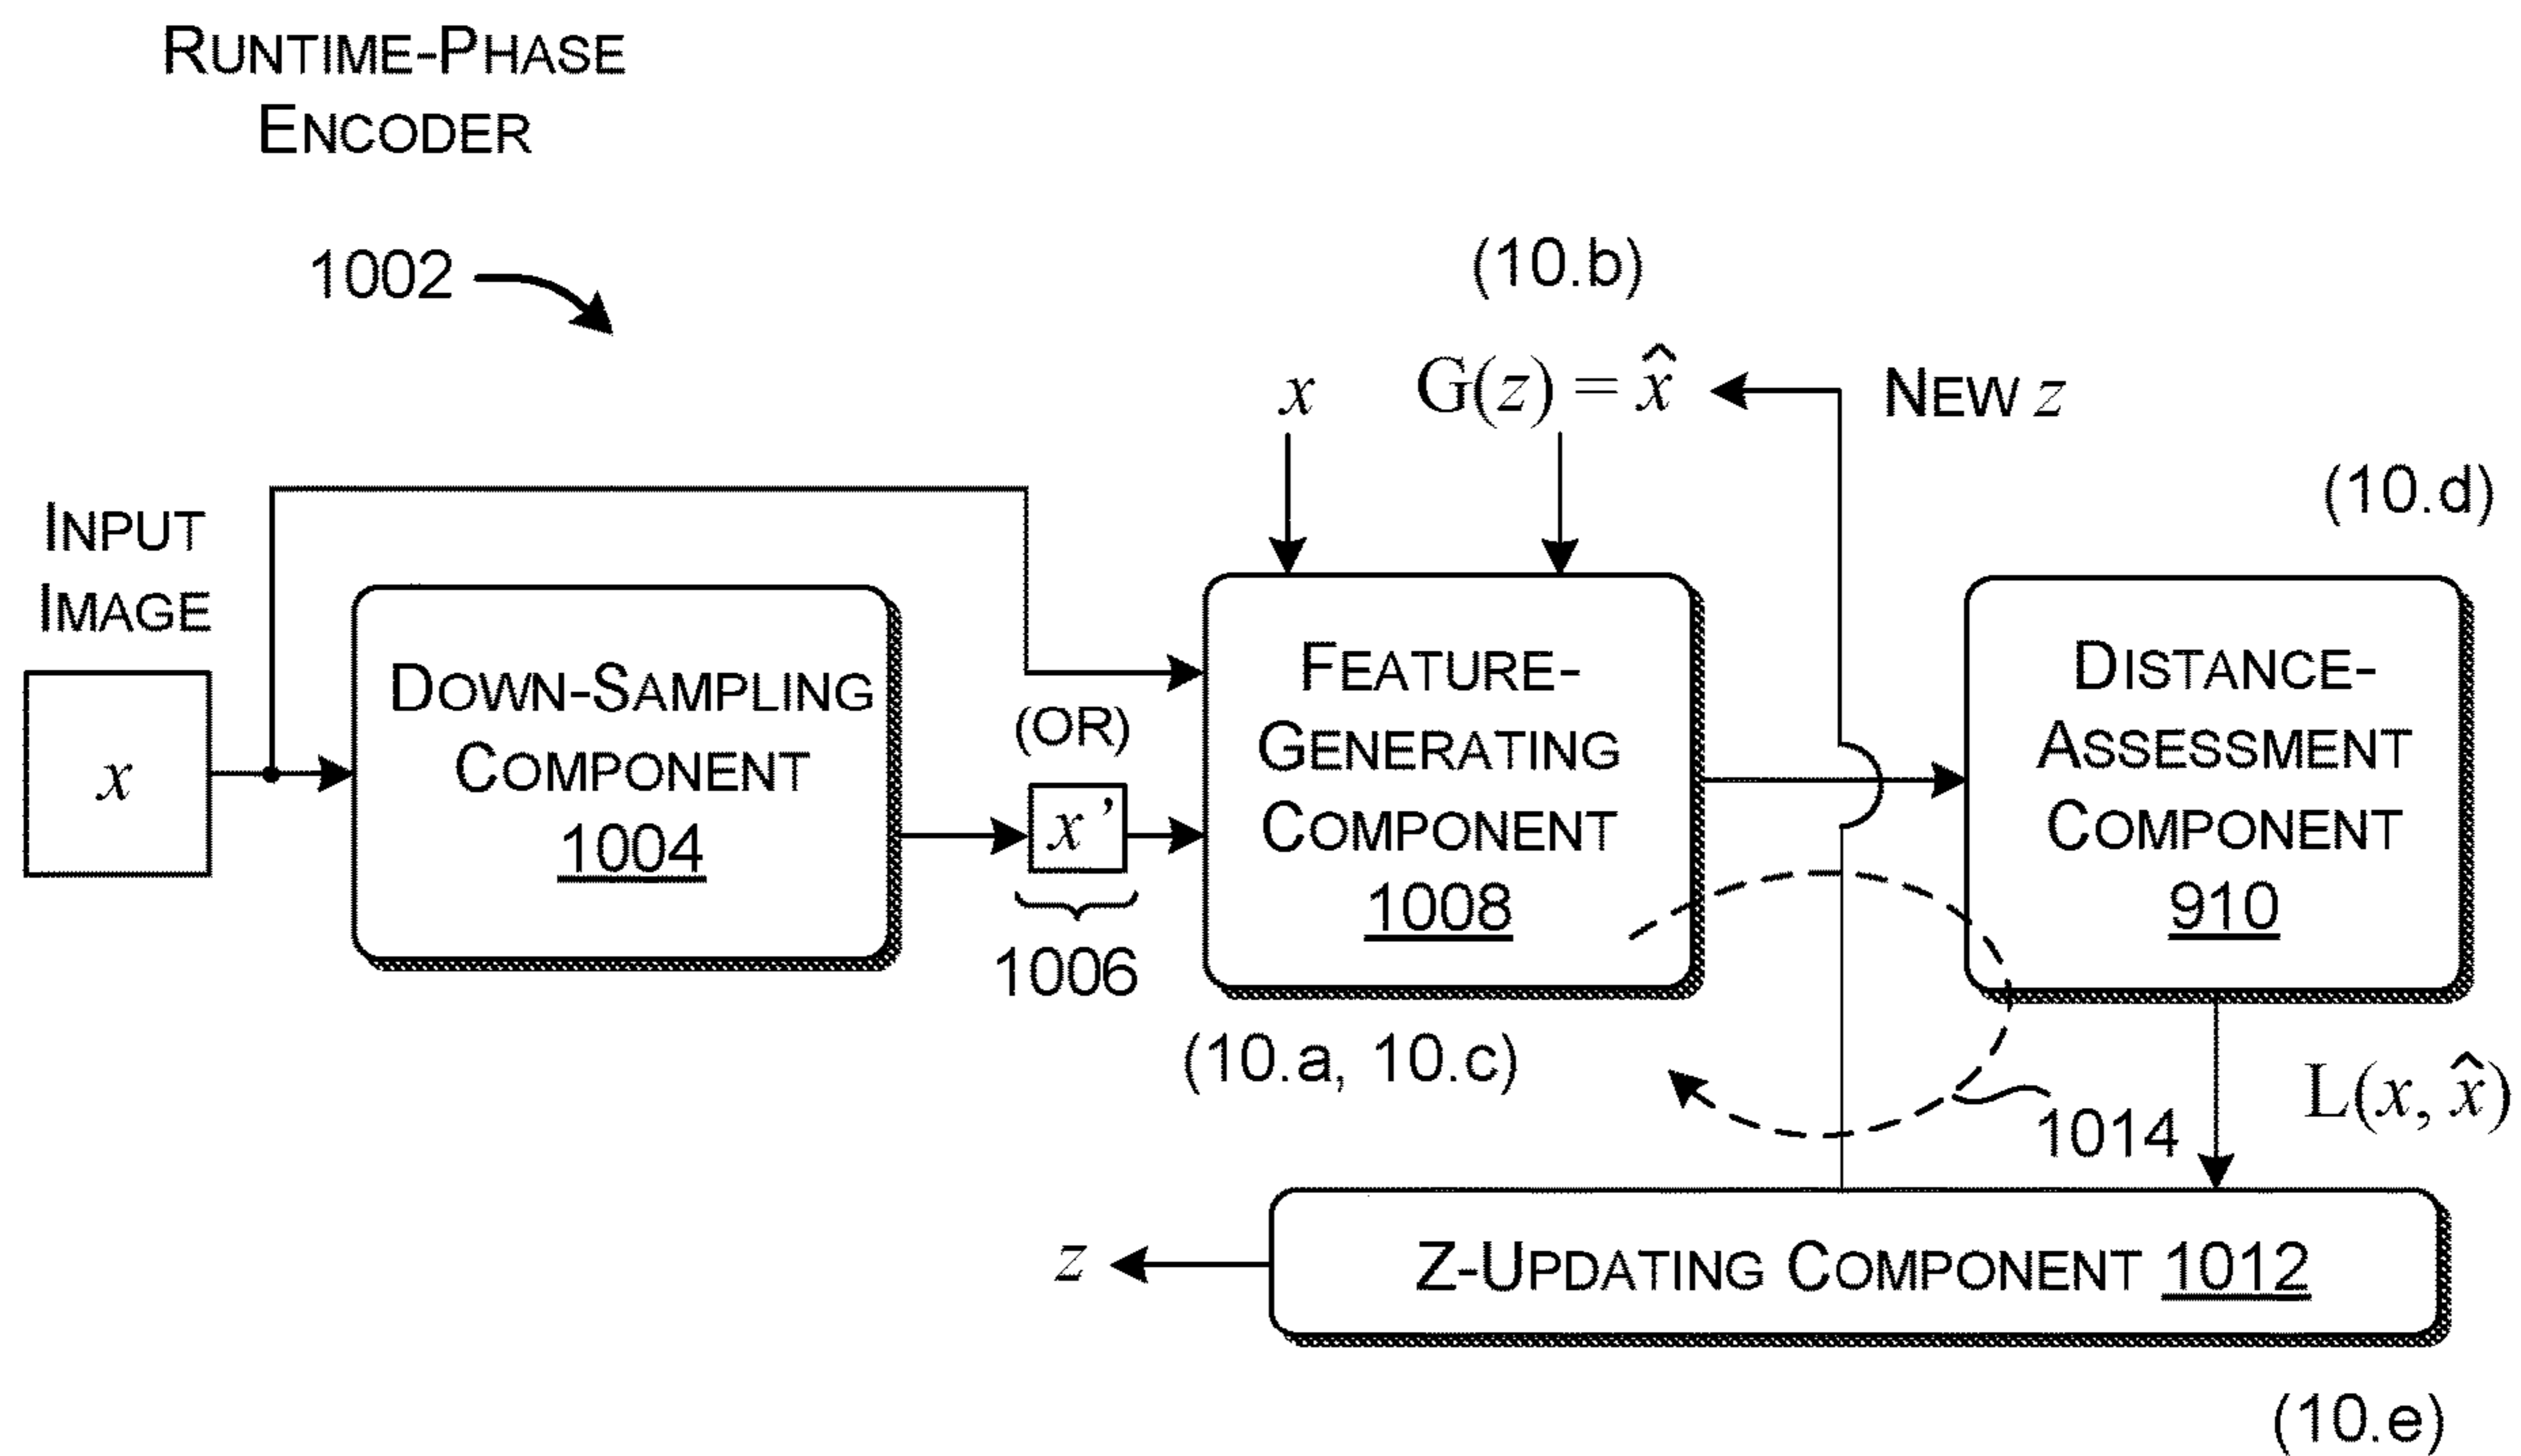 RUNTIME-PHASE
ENCODER
1002
(10.b)
x
G(z) = x̂
NEW z
(10.d)
INPUT
IMAGE
x
DOWN-SAMPLING
COMPONENT
1004
(OR)
x'
1006
FEATURE-
GENERATING
COMPONENT
1008
(10.a, 10.c)
DISTANCE-
ASSESSMENT
COMPONENT
910
L(x, x̂)
1014
z
Z-UPDATING COMPONENT 1012
(10.e)